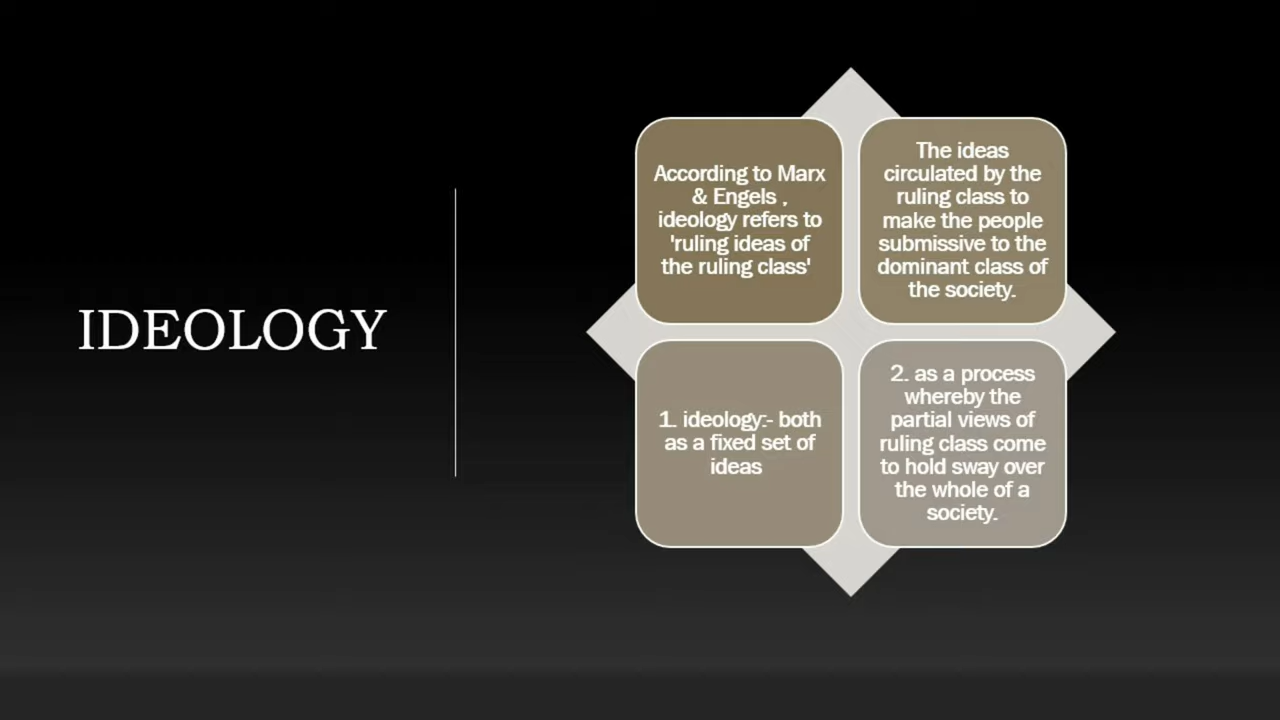 IDEOLOGY
According to Marx
& Engels ,
ideology refers to
'ruling ideas of
the ruling class'
The ideas
circulated by the
ruling class to
make the people
submissive to the
dominant class of
the society.
1. ideology:- both
as a fixed set of
ideas
2. as a process
whereby the
partial views of
ruling class come
to hold sway over
the whole of a
society.